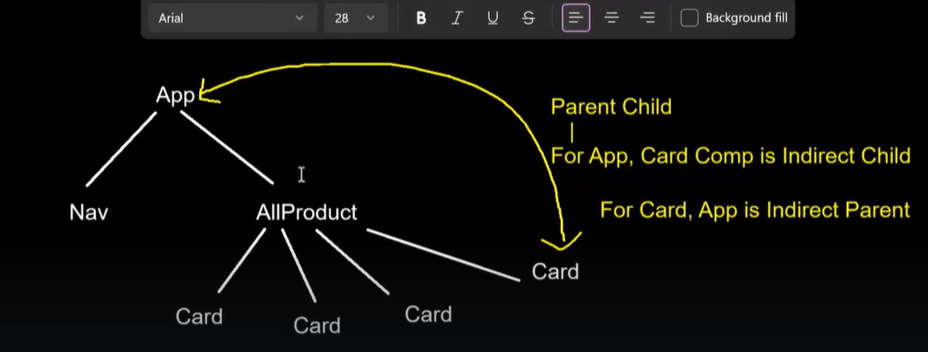 Arial 28 B I U S Background fill
App
Parent Child
For App, Card Comp is Indirect Child
Nav AllProduct For Card, App is Indirect Parent
Card
Card Card Card